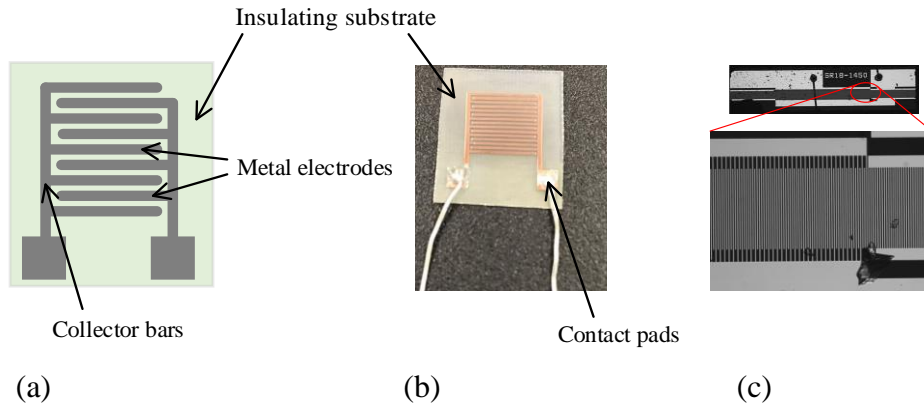 Insulating substrate
SR18-1450
Metal electrodes
Collector bars
Contact pads
(a)
(b)
(c)